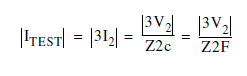 |I_TEST| = |3I_2| = |3V_2| / Z2c = |3V_2| / Z2F